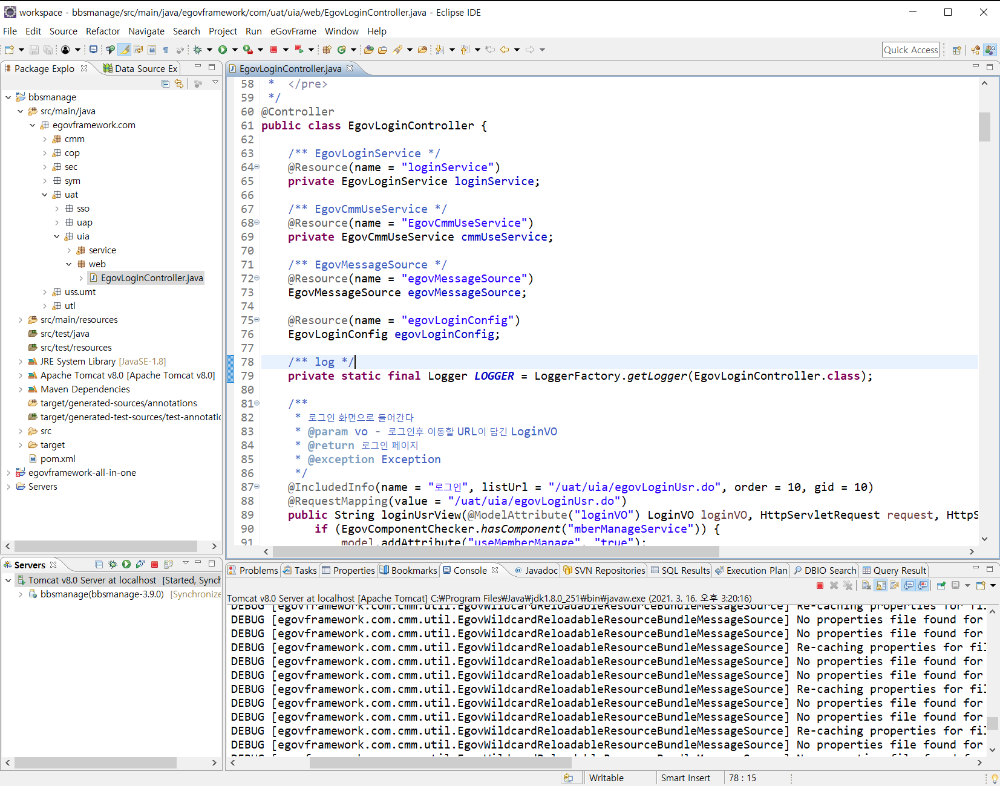 workspace - bbsmanage/src/main/java/egovframework/com/uat/uia/web/EgovLoginController.java - Eclipse IDE
File Edit Source Refactor Navigate Search Project Run eGovFrame Window Help
Quick Access
Package Explo
Data Source Ex
bbsmanage
src/main/java
egovframework.com
cmm
cop
sec
sym
uat
sso
uap
uia
service
web
EgovLoginController.java
uss.umt
utl
src/main/resources
src/test/java
src/test/resources
JRE System Library [JavaSE-1.8]
Apache Tomcat v8.0 [Apache Tomcat v8.0]
Maven Dependencies
target/generated-sources/annotations
target/generated-test-sources/test-annotatic
src
target
pom.xml
egovframework-all-in-one
Servers
EgovLoginController.java
58  *  </pre>
59  */
60 @Controller
61 public class EgovLoginController {
62
63     /** EgovLoginService */
64     @Resource(name = "loginService")
65     private EgovLoginService loginService;
66
67     /** EgovCmmUseService */
68     @Resource(name = "EgovCmmUseService")
69     private EgovCmmUseService cmmUseService;
70
71     /** EgovMessageSource */
72     @Resource(name = "egovMessageSource")
73     EgovMessageSource egovMessageSource;
74
75     @Resource(name = "egovLoginConfig")
76     EgovLoginConfig egovLoginConfig;
77
78     /** log */
79     private static final Logger LOGGER = LoggerFactory.getLogger(EgovLoginController.class);
80
81     /**
82      * 로그인 화면으로 들어간다
83      * @param vo - 로그인후 이동할 URL이 담긴 LoginVO
84      * @return 로그인 페이지
85      * @exception Exception
86      */
87     @IncludedInfo(name = "로그인", listUrl = "/uat/uia/egovLoginUsr.do", order = 10, gid = 10)
88     @RequestMapping(value = "/uat/uia/egovLoginUsr.do")
89     public String loginUsrView(@ModelAttribute("loginVO") LoginVO loginVO, HttpServletRequest request, HttpS
90         if (EgovComponentChecker.hasComponent("mberManageService")) {
91             model.addAttribute("useMemberManage", "true");
Servers
Tomcat v8.0 Server at localhost [Started, Synch
bbsmanage(bbsmanage-3.9.0) [Synchronize
Problems Tasks Properties Bookmarks Console @ Javadoc SVN Repositories SQL Results Execution Plan DBIO Search Query Result
Tomcat v8.0 Server at localhost [Apache Tomcat] C:₩Program Files₩Java₩jdk1.8.0_251₩bin₩javaw.exe (2021. 3. 16. 오후 3:20:16)
DEBUG [egovframework.com.cmm.util.EgovWildcardReloadableResourceBundleMessageSource] Re-caching properties for fil
DEBUG [egovframework.com.cmm.util.EgovWildcardReloadableResourceBundleMessageSource] No properties file found for
DEBUG [egovframework.com.cmm.util.EgovWildcardReloadableResourceBundleMessageSource] No properties file found for
DEBUG [egovframework.com.cmm.util.EgovWildcardReloadableResourceBundleMessageSource] Re-caching properties for fil
DEBUG [egovframework.com.cmm.util.EgovWildcardReloadableResourceBundleMessageSource] No properties file found for
DEBUG [egovframework.com.cmm.util.EgovWildcardReloadableResourceBundleMessageSource] No properties file found for
DEBUG [egovframework.com.cmm.util.EgovWildcardReloadableResourceBundleMessageSource] Re-caching properties for fil
DEBUG [egovframework.com.cmm.util.EgovWildcardReloadableResourceBundleMessageSource] No properties file found for
DEBUG [egovframework.com.cmm.util.EgovWildcardReloadableResourceBundleMessageSource] No properties file found for
DEBUG [egovframework.com.cmm.util.EgovWildcardReloadableResourceBundleMessageSource] Re-caching properties for fil
DEBUG [egovframework.com.cmm.util.EgovWildcardReloadableResourceBundleMessageSource] No properties file found for
Writable Smart Insert 78 : 15